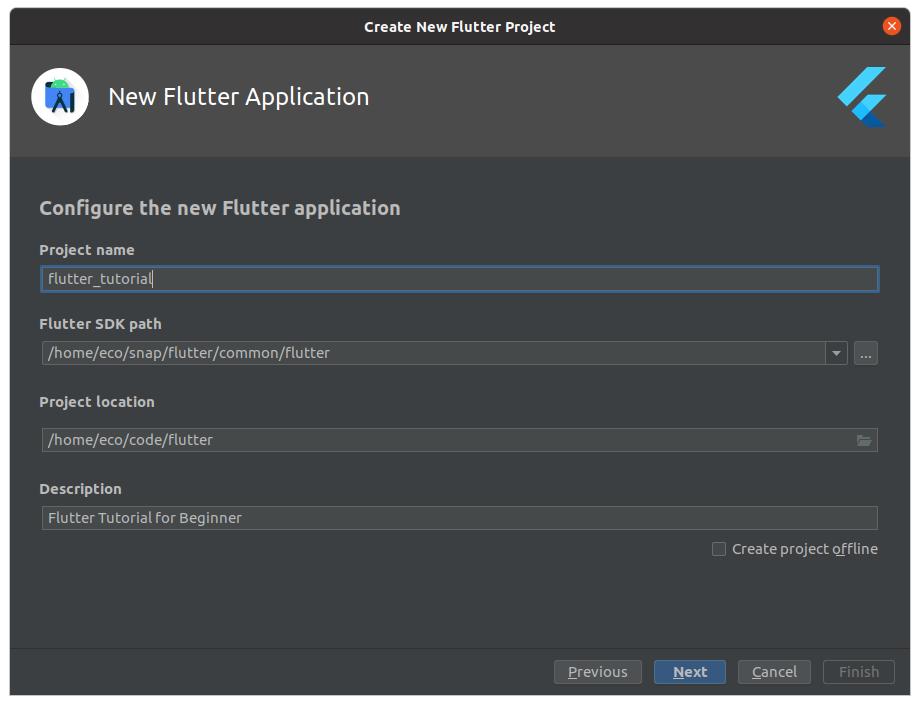 Create New Flutter Project
New Flutter Application
Configure the new Flutter application
Project name
flutter_tutorial
Flutter SDK path
/home/eco/snap/flutter/common/flutter
...
Project location
/home/eco/code/flutter
Description
Flutter Tutorial for Beginner
Create project offline
Previous Next Cancel Finish